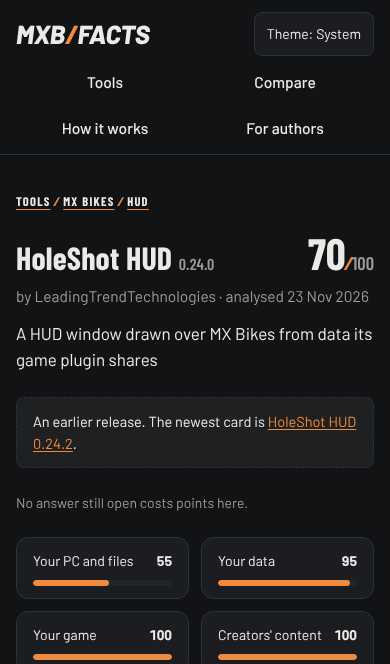 MXB/FACTS
Theme: System
Tools
Compare
How it works
For authors
TOOLS / MX BIKES / HUD
HoleShot HUD 0.24.0
70/100
by LeadingTrendTechnologies · analysed 23 Nov 2026
A HUD window drawn over MX Bikes from data its
game plugin shares
An earlier release. The newest card is HoleShot HUD
0.24.2.
No answer still open costs points here.
Your PC and files 55
Your data 95
Your game 100
Creators' content 100